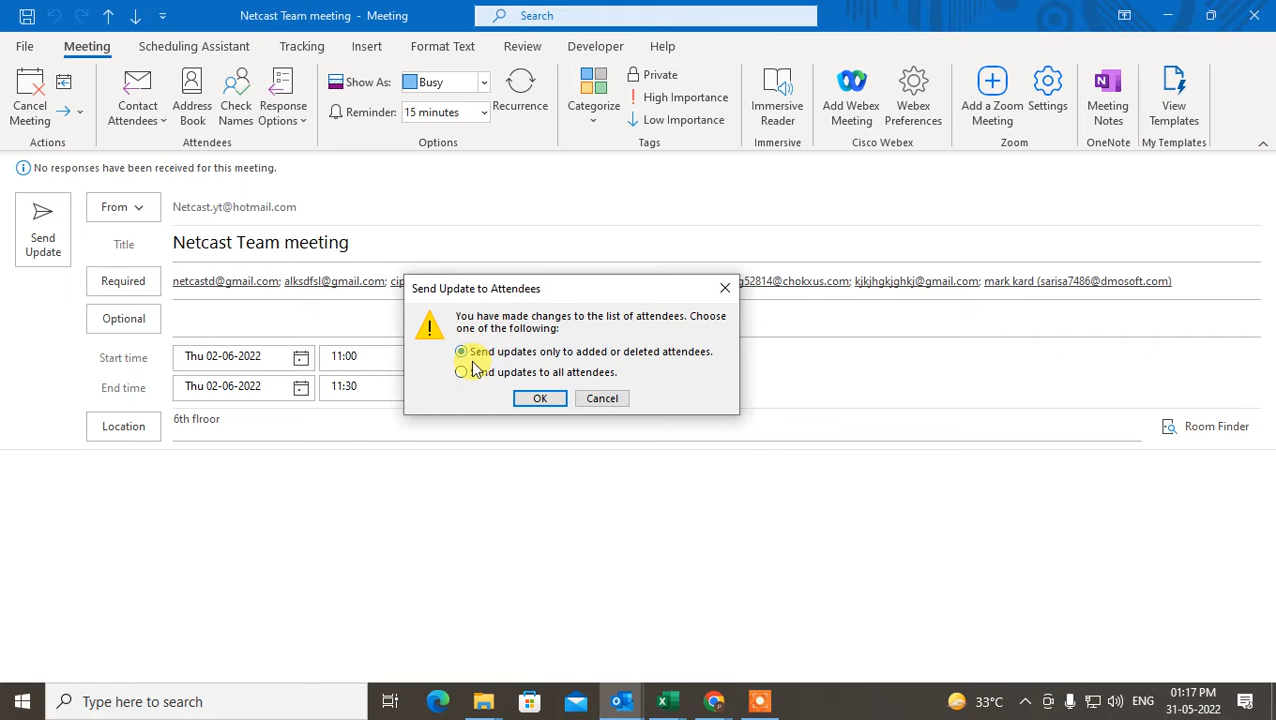 Netcast Team meeting - Meeting
Search
File Meeting Scheduling Assistant Tracking Insert Format Text Review Developer Help
Cancel Meeting
Contact Attendees
Address Book
Check Names
Response Options
Show As: Busy
Reminder: 15 minutes
Recurrence
Categorize
Private
High Importance
Low Importance
Immersive Reader
Add Webex Meeting
Webex Preferences
Add a Zoom Meeting
Settings
Meeting Notes
View Templates
Actions Attendees Options Tags Immersive Cisco Webex Zoom OneNote My Templates
No responses have been received for this meeting.
Send Update
From Netcast.yt@hotmail.com
Title Netcast Team meeting
Required netcastd@gmail.com; alksdfsl@gmail.com; cip g52814@chokxus.com; kjkjhgkjghkj@gmail.com; mark kard (sarisa7486@dmosoft.com)
Optional
Start time Thu 02-06-2022 11:00
End time Thu 02-06-2022 11:30
Location 6th flroor
Room Finder
Send Update to Attendees
You have made changes to the list of attendees. Choose
one of the following:
Send updates only to added or deleted attendees.
updates to all attendees.
OK Cancel
Type here to search
33°C
ENG
01:17 PM
31-05-2022